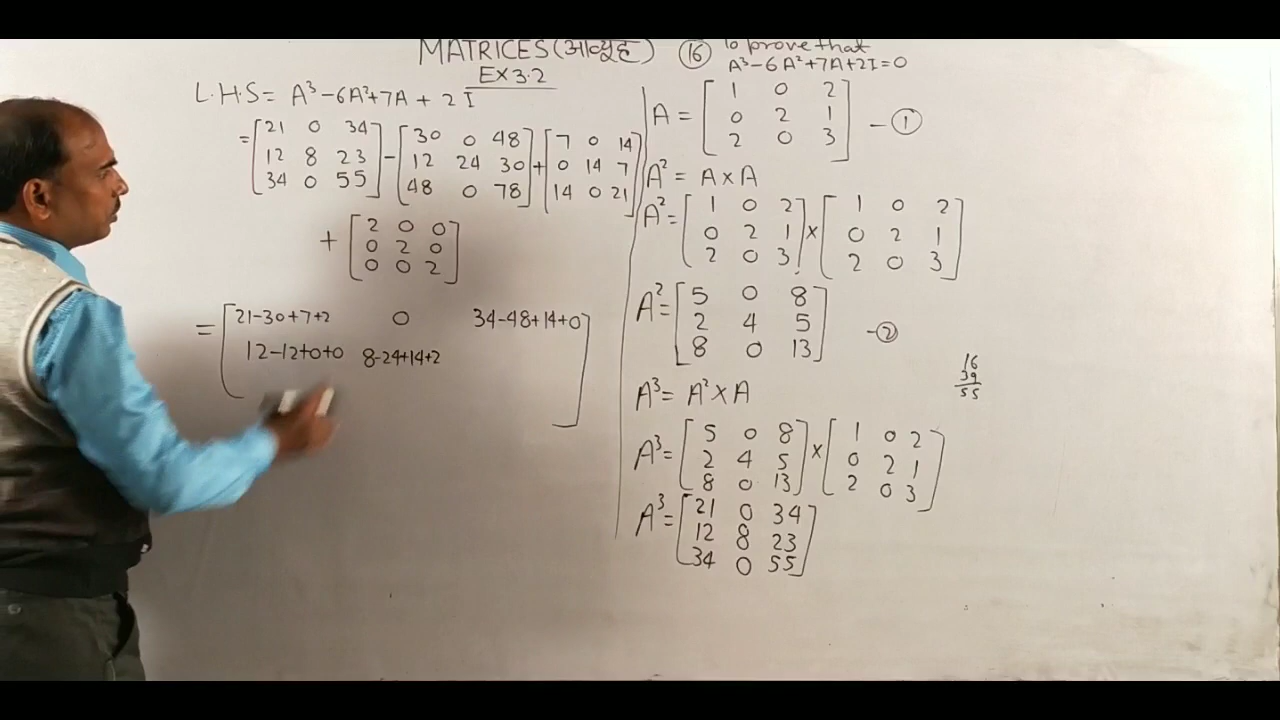 MATRICES (आव्यूह)
EX 3.2
16 To prove that
A³-6A²+7A+2I=0
L.H.S = A³-6A²+7A + 2I
= [21 0 34] - [30 0 48] + [7 0 14]
[12 8 23] [12 24 30] [0 14 7]
[34 0 55] [48 0 78] [14 0 21]
+ [2 0 0]
[0 2 0]
[0 0 2]
= [21-30+7+2 0 34-48+14+0]
12-12+0+0 8-24+14+2
A = [1 0 2]
[0 2 1] - 1
[2 0 3]
A² = A×A
A² = [1 0 2] × [1 0 2]
[0 2 1] [0 2 1]
[2 0 3] [2 0 3]
A² = [5 0 8]
[2 4 5] - 2
[8 0 13]
A³ = A²×A
16
39
55
A³ = [5 0 8] × [1 0 2]
[2 4 5] [0 2 1]
[8 0 13] [2 0 3]
A³ = [21 0 34]
[12 8 23]
[34 0 55]